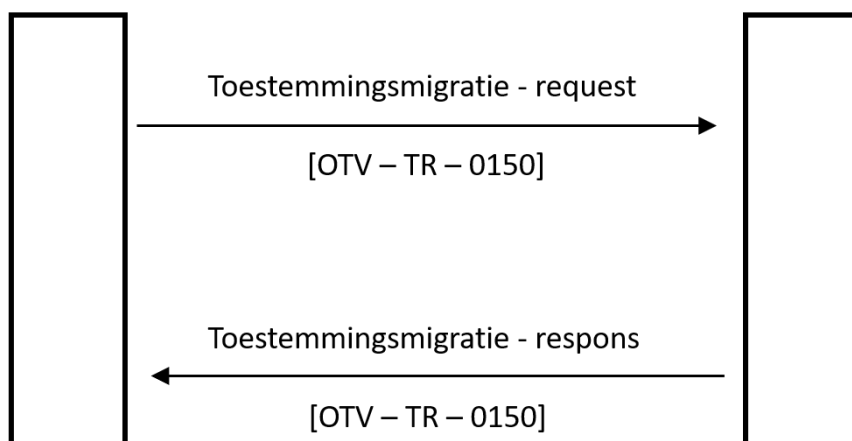 Toestemmingsmigratie - request
[OTV – TR – 0150]
Toestemmingsmigratie - respons
[OTV – TR – 0150]